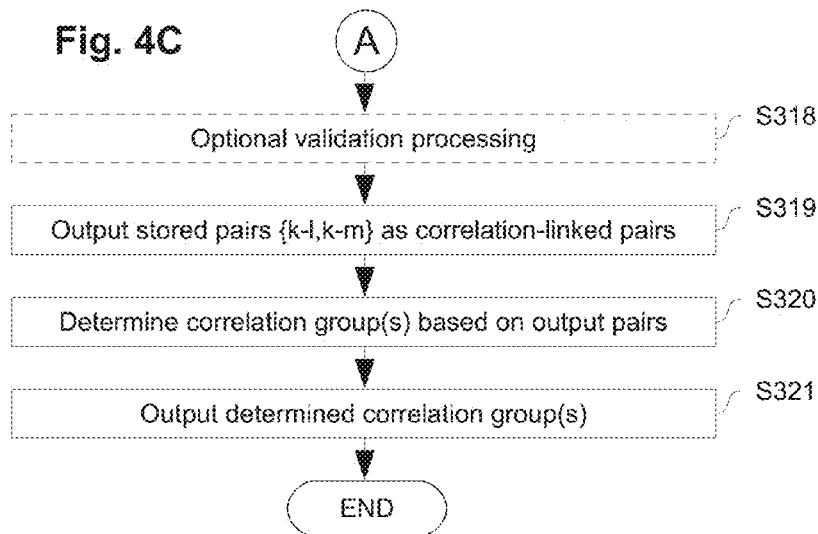 Fig. 4C
A
Optional validation processing
S318
Output stored pairs {k-l,k-m} as correlation-linked pairs
S319
Determine correlation group(s) based on output pairs
S320
Output determined correlation group(s)
S321
END